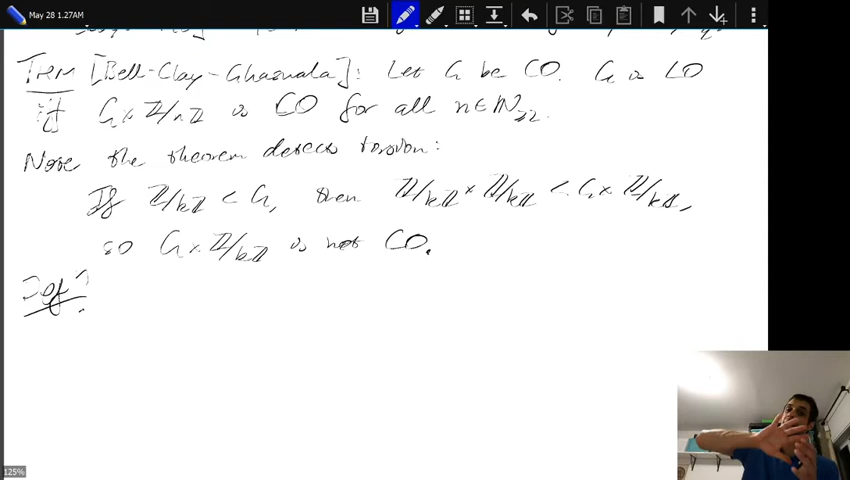 May 28 1.27AM
Thm [Bell-Clay-Ghaswala]: Let G be CO. G is LO
iff G × ℤ/nℤ is CO for all n∈ℕ≥2.
Note the theorem detects torsion:
If ℤ/kℤ < G, then ℤ/kℤ × ℤ/kℤ < G × ℤ/kℤ,
so G × ℤ/kℤ is not CO.
Def:
125%